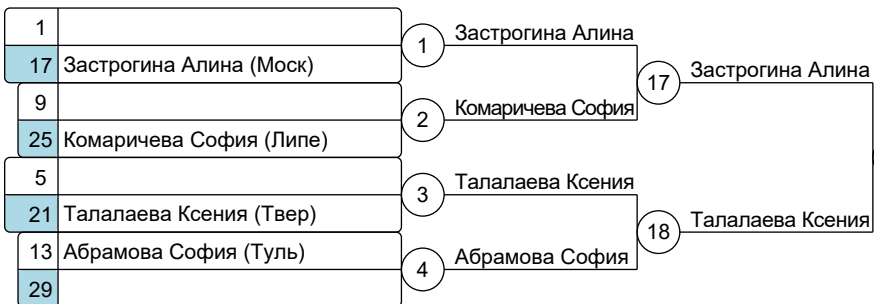 1
17 Застрогина Алина (Моск)
9
25 Комаричева София (Липе)
5
21 Талалаева Ксения (Твер)
13 Абрамова София (Туль)
29
1 Застрогина Алина
2 Комаричева София
3 Талалаева Ксения
4 Абрамова София
17 Застрогина Алина
18 Талалаева Ксения